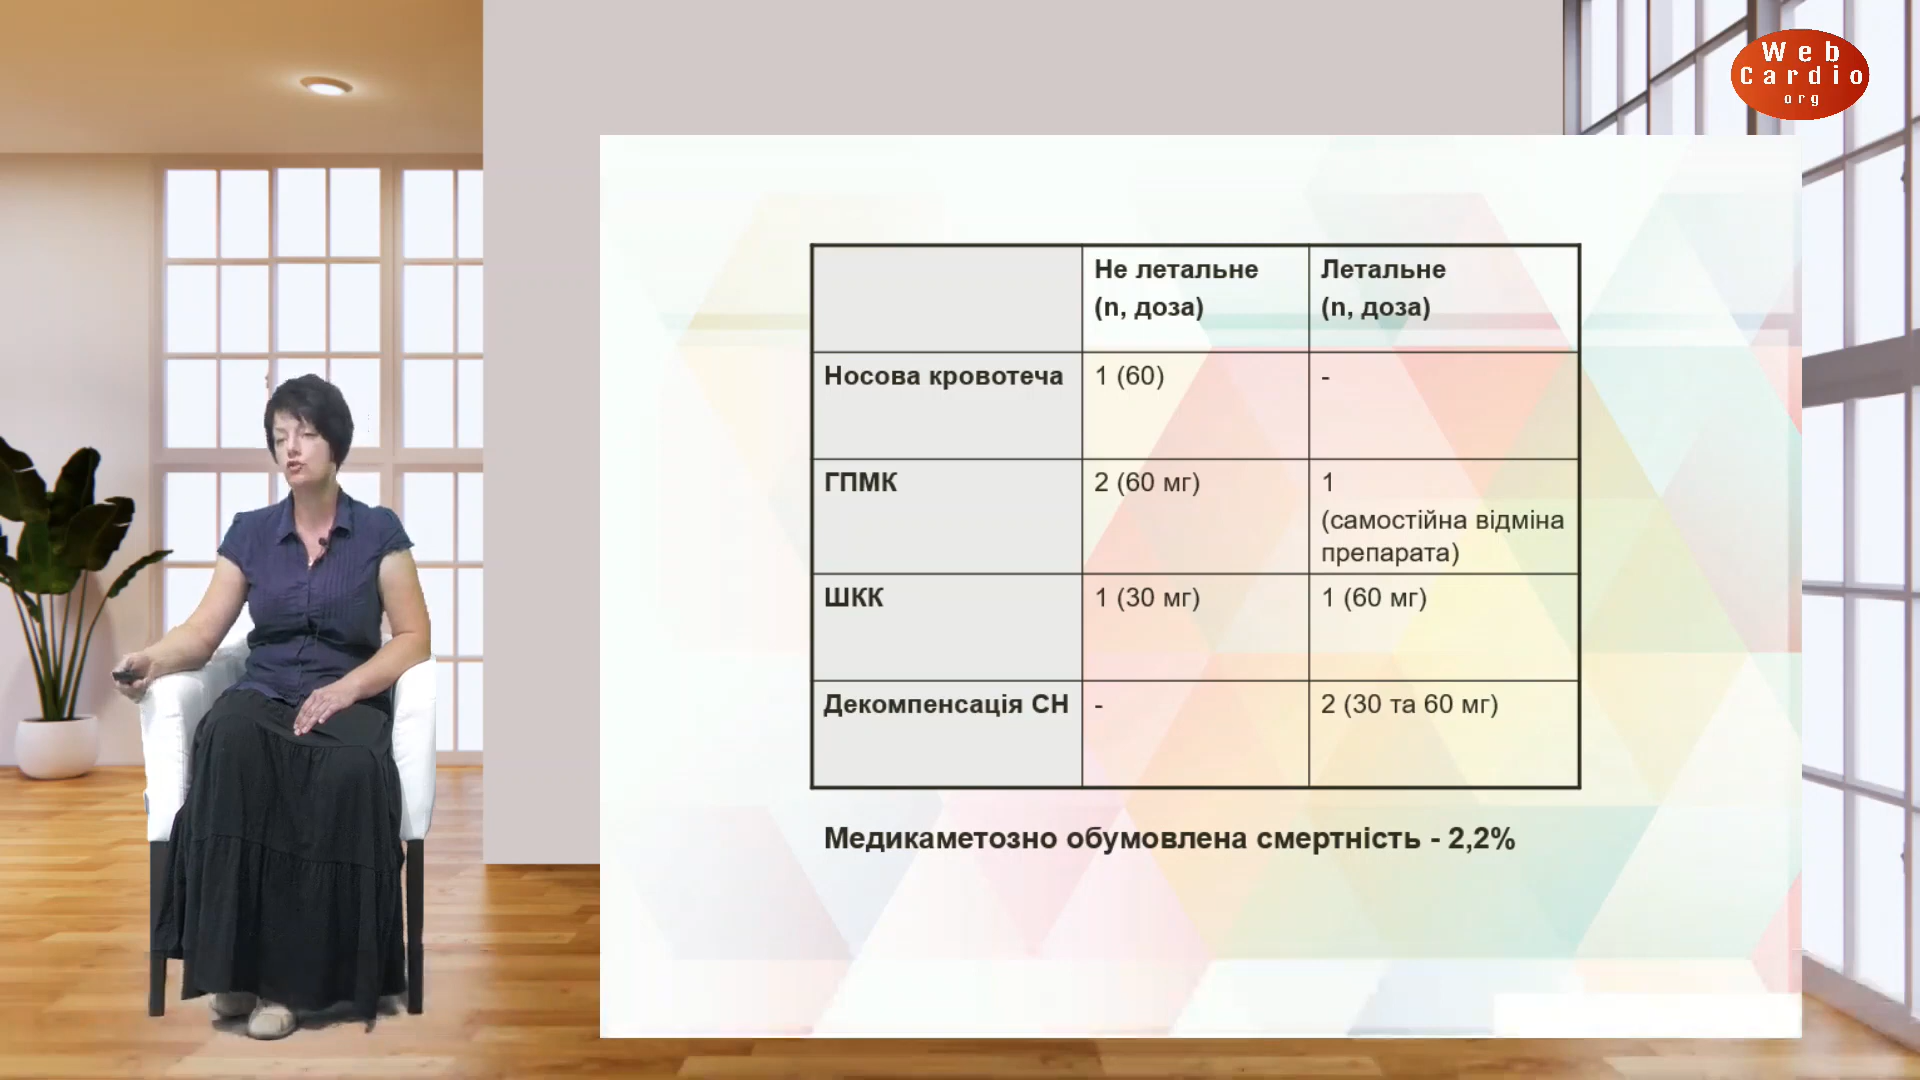 Web
Cardio
org
Не летальне
(n, доза)
Летальне
(n, доза)
Носова кровотеча
1 (60)
-
ГПМК
2 (60 мг)
1
(самостійна відміна
препарата)
ШКК
1 (30 мг)
1 (60 мг)
Декомпенсація СН
-
2 (30 та 60 мг)
Медикаметозно обумовлена смертність - 2,2%